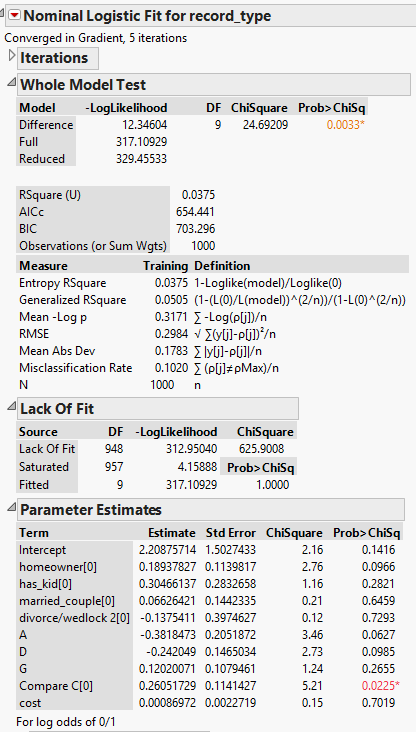 Nominal Logistic Fit for record_type
Converged in Gradient, 5 iterations
Iterations
Whole Model Test
Model -LogLikelihood DF ChiSquare Prob>ChiSq
Difference 12.34604 9 24.69209 0.0033*
Full 317.10929
Reduced 329.45533
RSquare (U) 0.0375
AICc 654.441
BIC 703.296
Observations (or Sum Wgts) 1000
Measure Training Definition
Entropy RSquare 0.0375 1-Loglike(model)/Loglike(0)
Generalized RSquare 0.0505 (1-(L(0)/L(model))^(2/n))/(1-L(0)^(2/n))
Mean -Log p 0.3171 ∑ -Log(ρ[j])/n
RMSE 0.2984 √ ∑(y[j]-ρ[j])²/n
Mean Abs Dev 0.1783 ∑ |y[j]-ρ[j]|/n
Misclassification Rate 0.1020 ∑ (ρ[j]≠ρMax)/n
N 1000 n
Lack Of Fit
Source DF -LogLikelihood ChiSquare
Lack Of Fit 948 312.95040 625.9008
Saturated 957 4.15888 Prob>ChiSq
Fitted 9 317.10929 1.0000
Parameter Estimates
Term Estimate Std Error ChiSquare Prob>ChiSq
Intercept 2.20875714 1.5027433 2.16 0.1416
homeowner[0] 0.18937827 0.1139817 2.76 0.0966
has_kid[0] 0.30466137 0.2832658 1.16 0.2821
married_couple[0] 0.06626421 0.1442335 0.21 0.6459
divorce/wedlock 2[0] -0.1375411 0.3974627 0.12 0.7293
A -0.3818473 0.2051872 3.46 0.0627
D -0.242049 0.1465034 2.73 0.0985
G 0.12020071 0.1079461 1.24 0.2655
Compare C[0] 0.26051729 0.1141427 5.21 0.0225*
cost 0.00086972 0.0022719 0.15 0.7019
For log odds of 0/1